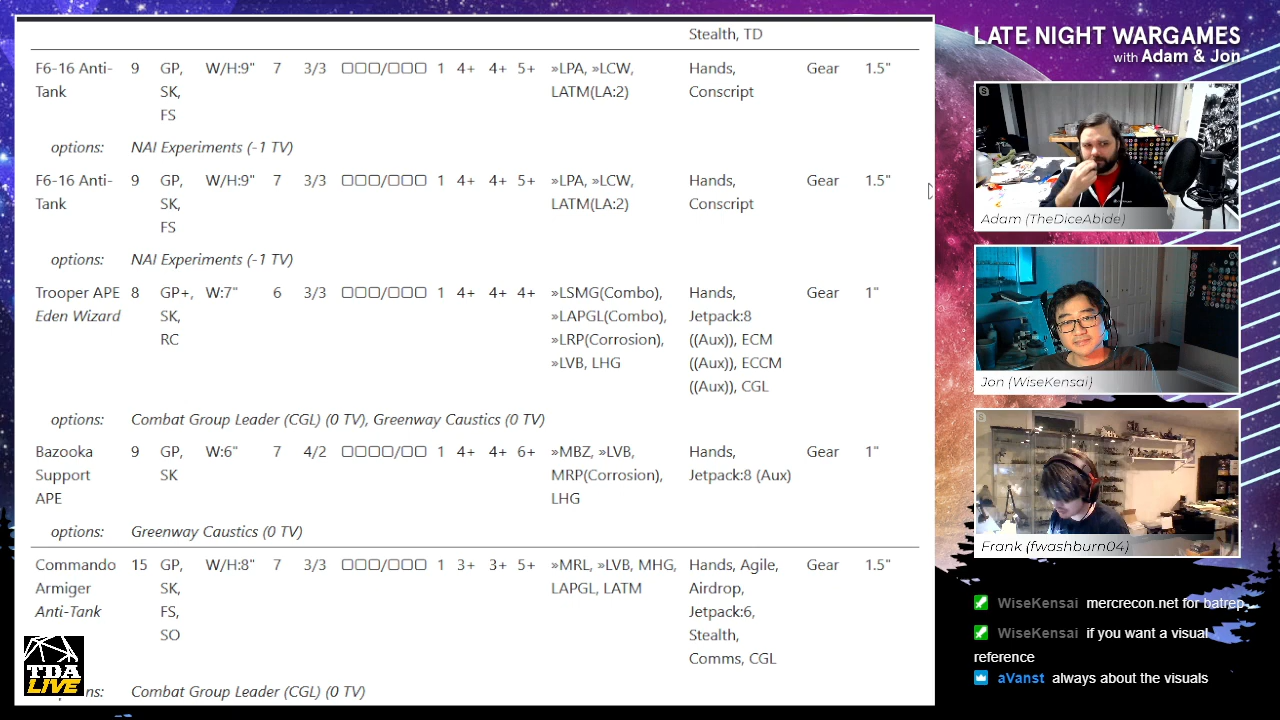 Stealth, TD
F6-16 Anti- 9 GP, W/H:9" 7 3/3 □□□/□□□ 1 4+ 4+ 5+ »LPA, »LCW, Hands, Gear 1.5"
Tank SK, LATM(LA:2) Conscript
FS
options: NAI Experiments (-1 TV)
F6-16 Anti- 9 GP, W/H:9" 7 3/3 □□□/□□□ 1 4+ 4+ 5+ »LPA, »LCW, Hands, Gear 1.5"
Tank SK, LATM(LA:2) Conscript
FS
options: NAI Experiments (-1 TV)
Trooper APE 8 GP+, W:7" 6 3/3 □□□/□□□ 1 4+ 4+ 4+ »LSMG(Combo), Hands, Gear 1"
Eden Wizard SK, »LAPGL(Combo), Jetpack:8
RC »LRP(Corrosion), ((Aux)), ECM
»LVB, LHG ((Aux)), ECCM
((Aux)), CGL
options: Combat Group Leader (CGL) (0 TV), Greenway Caustics (0 TV)
Bazooka 9 GP, W:6" 7 4/2 □□□□/□□ 1 4+ 4+ 6+ »MBZ, »LVB, Hands, Gear 1"
Support SK MRP(Corrosion), Jetpack:8 (Aux)
APE LHG
options: Greenway Caustics (0 TV)
Commando 15 GP, W/H:8" 7 3/3 □□□/□□□ 1 3+ 3+ 5+ »MRL, »LVB, MHG, Hands, Agile, Gear 1.5"
Armiger SK, LAPGL, LATM Airdrop,
Anti-Tank FS, Jetpack:6,
SO Stealth,
Comms, CGL
ns: Combat Group Leader (CGL) (0 TV)
TDA
LIVE
LATE NIGHT WARGAMES
with Adam & Jon
Adam (TheDiceAbide)
Jon (WiseKensai)
Frank (fwashburn04)
WiseKensai mercrecon.net for batrep
WiseKensai if you want a visual
reference
aVanst always about the visuals